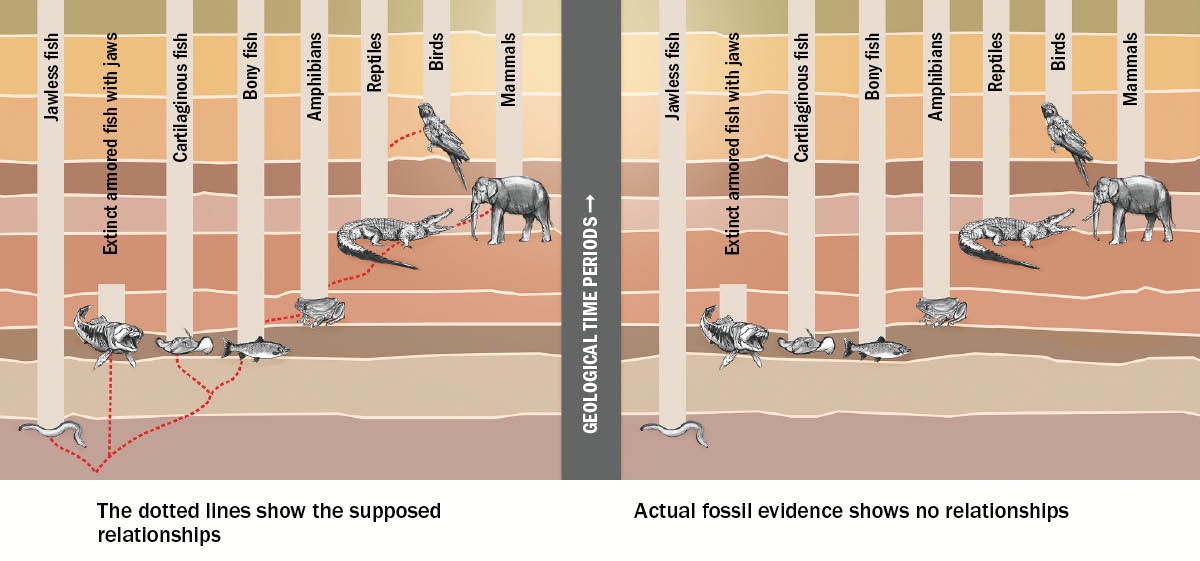 Jawless fish
Extinct armored fish with jaws
Cartilaginous fish
Bony fish
Amphibians
Reptiles
Birds
Mammals
GEOLOGICAL TIME PERIODS→
Jawless fish
Extinct armored fish with jaws
Cartilaginous fish
Bony fish
Amphibians
Reptiles
Birds
Mammals
The dotted lines show the supposed
relationships
Actual fossil evidence shows no relationships